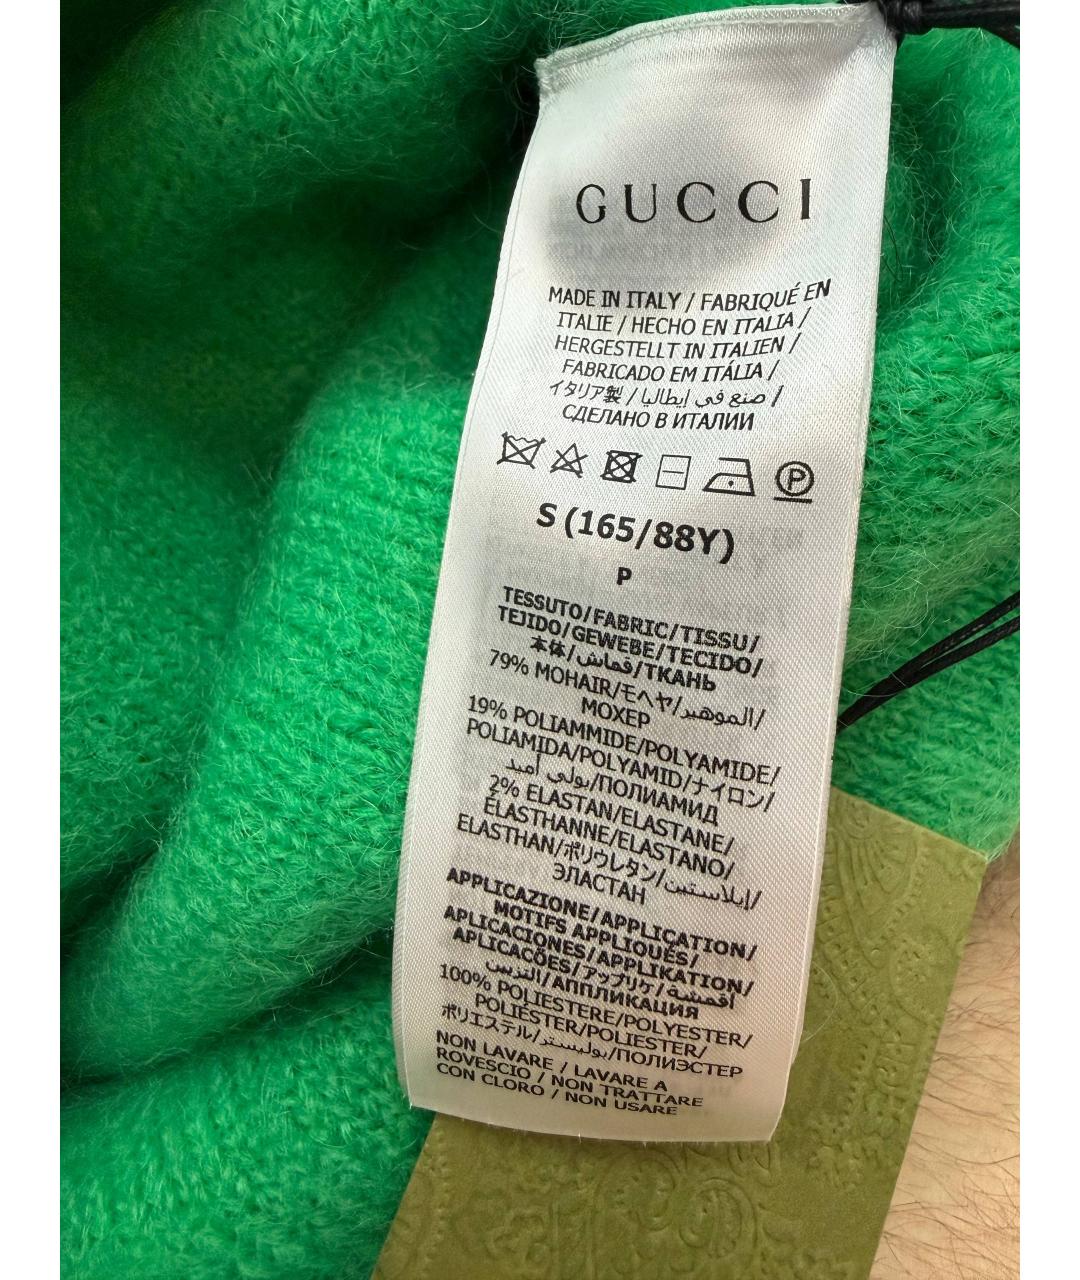 GUCCI
MADE IN ITALY / FABRIQUÉ EN
ITALIE / HECHO EN ITALIA /
HERGESTELLT IN ITALIEN /
FABRICADO EM ITÁLIA /
イタリア製 / صنع في إيطاليا /
СДЕЛАНО В ИТАЛИИ
P
S (165/88Y)
P
TESSUTO/FABRIC/TISSU/
TEJIDO/GEWEBE/TECIDO/
本体/قماش/ТКАНЬ
79% MOHAIR/モヘヤ/الموهير/
МОХЕР
19% POLIAMMIDE/POLYAMIDE/
POLIAMIDA/POLYAMID/ナイロン/
بولي أميد/ПОЛИАМИД
2% ELASTAN/ELASTANE/
ÉLASTHANNE/ELASTANO/
ELASTHAN/ポリウレタン/إيلاستين/
ЭЛАСТАН
APPLICAZIONE/APPLICATION/
MOTIFS APPLIQUÉS/
APLICACIONES/APPLIKATION/
APLICAÇÕES/アップリケ/أقمشة
التزيين/АППЛИКАЦИЯ
100% POLIESTERE/POLYESTER/
POLIÉSTER/POLIESTER/
ポリエステル/بوليستر/ПОЛИЭСТЕР
NON LAVARE / LAVARE A
ROVESCIO / NON TRATTARE
CON CLORO / NON USARE